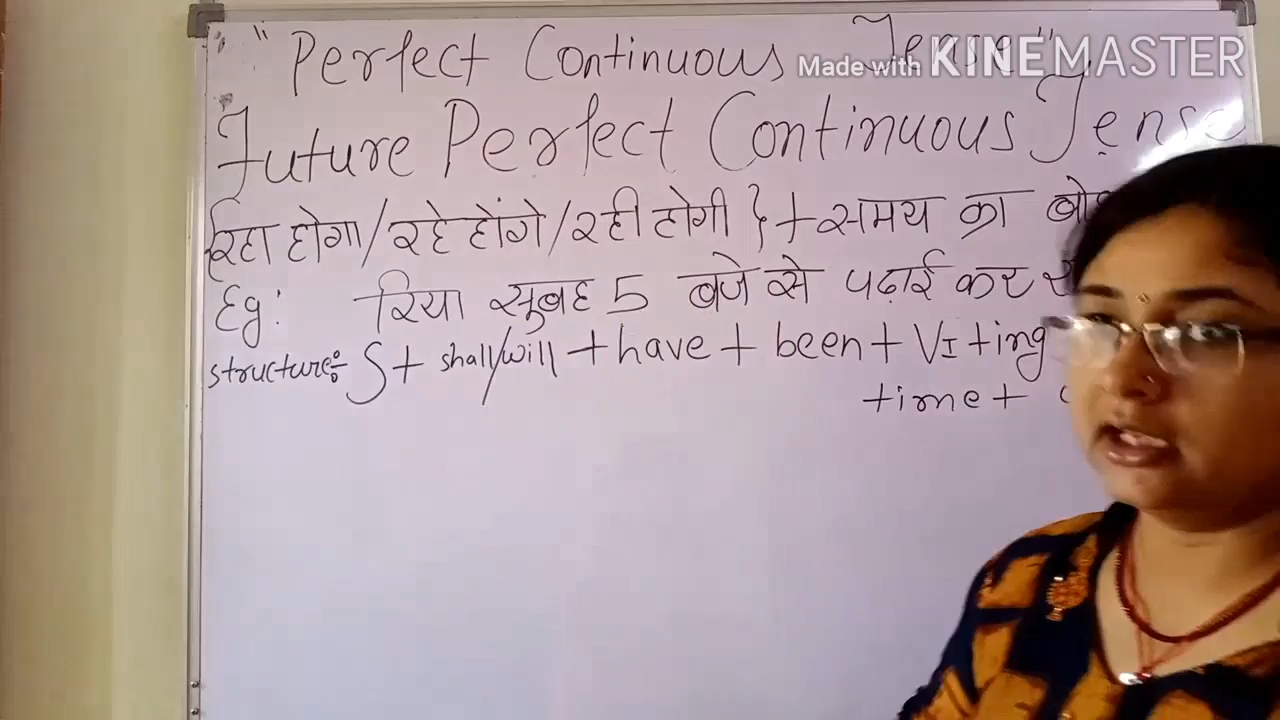 " Perfect Continuous Tense "
Made with KINEMASTER
Future Perfect Continuous Tense
{रहा होगा/रहे होंगे/रही होगी } + समय का
Eg: रिया सुबह 5 बजे से पढ़ाई कर
structure:- S + shall/will + have + been + VI + ing
time +